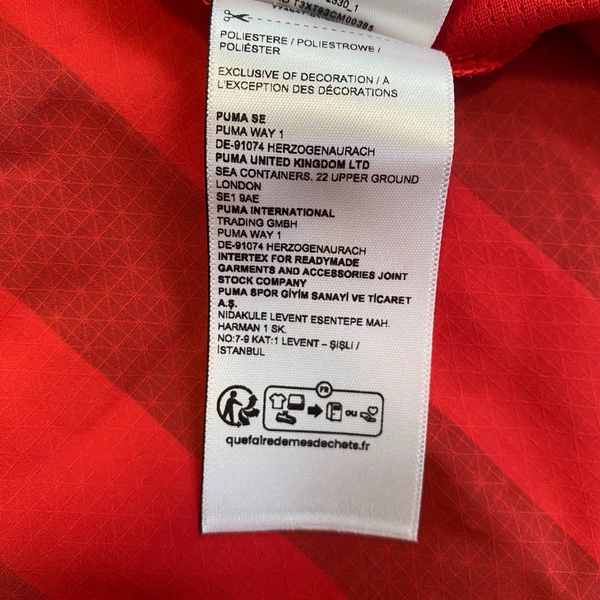 T3XT03CM00385
POLIESTERE / POLIESTROWE /
POLIÉSTER
EXCLUSIVE OF DECORATION / À
L'EXCEPTION DES DÉCORATIONS
PUMA SE
PUMA WAY 1
DE-91074 HERZOGENAURACH
PUMA UNITED KINGDOM LTD
SEA CONTAINERS. 22 UPPER GROUND
LONDON
SE1 9AE
PUMA INTERNATIONAL
TRADING GMBH
PUMA WAY 1
DE-91074 HERZOGENAURACH
INTERTEX FOR READYMADE
GARMENTS AND ACCESSORIES JOINT
STOCK COMPANY
PUMA SPOR GİYİM SANAYİ VE TİCARET
A.Ş.
NIDAKULE LEVENT ESENTEPE MAH.
HARMAN 1 SK.
NO:7-9 KAT:1 LEVENT – ŞİŞLİ /
İSTANBUL
FR
OU
quefairedemesdechets.fr